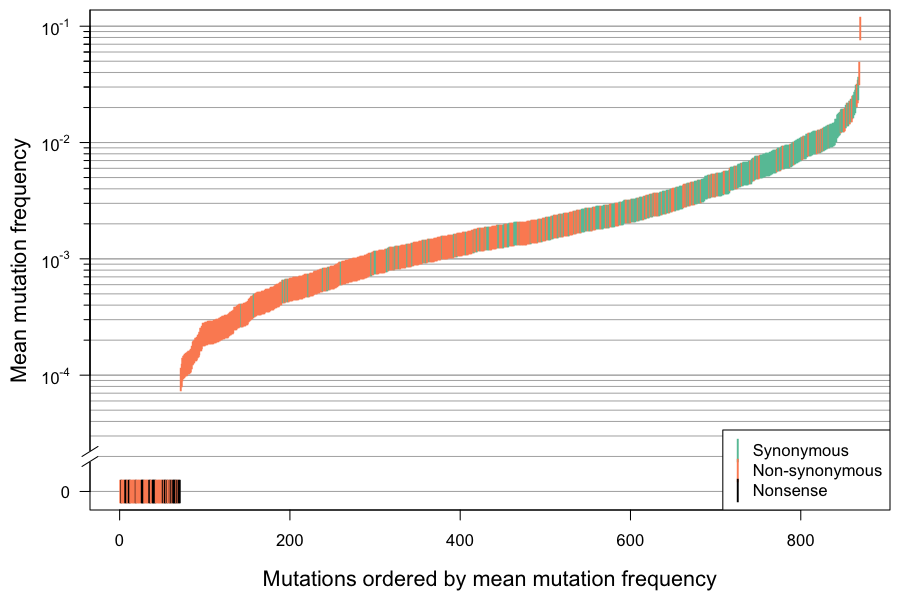 Mean mutation frequency
10-1
10-2
10-3
10-4
0
Synonymous
Non-synonymous
Nonsense
0 200 400 600 800
Mutations ordered by mean mutation frequency